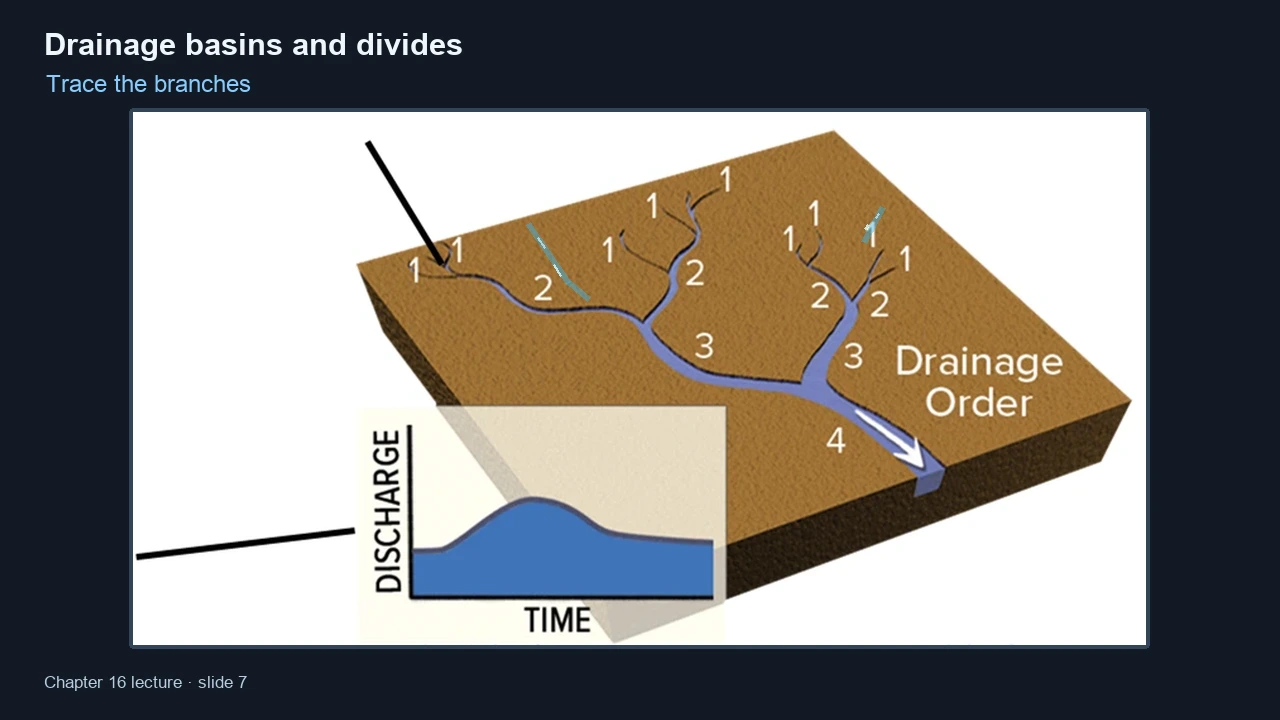 Drainage basins and divides
Trace the branches
1
1
1
1
1
1
1
1
1
2
2
2
2
3
3
4
Drainage
Order
DISCHARGE
TIME
Chapter 16 lecture · slide 7